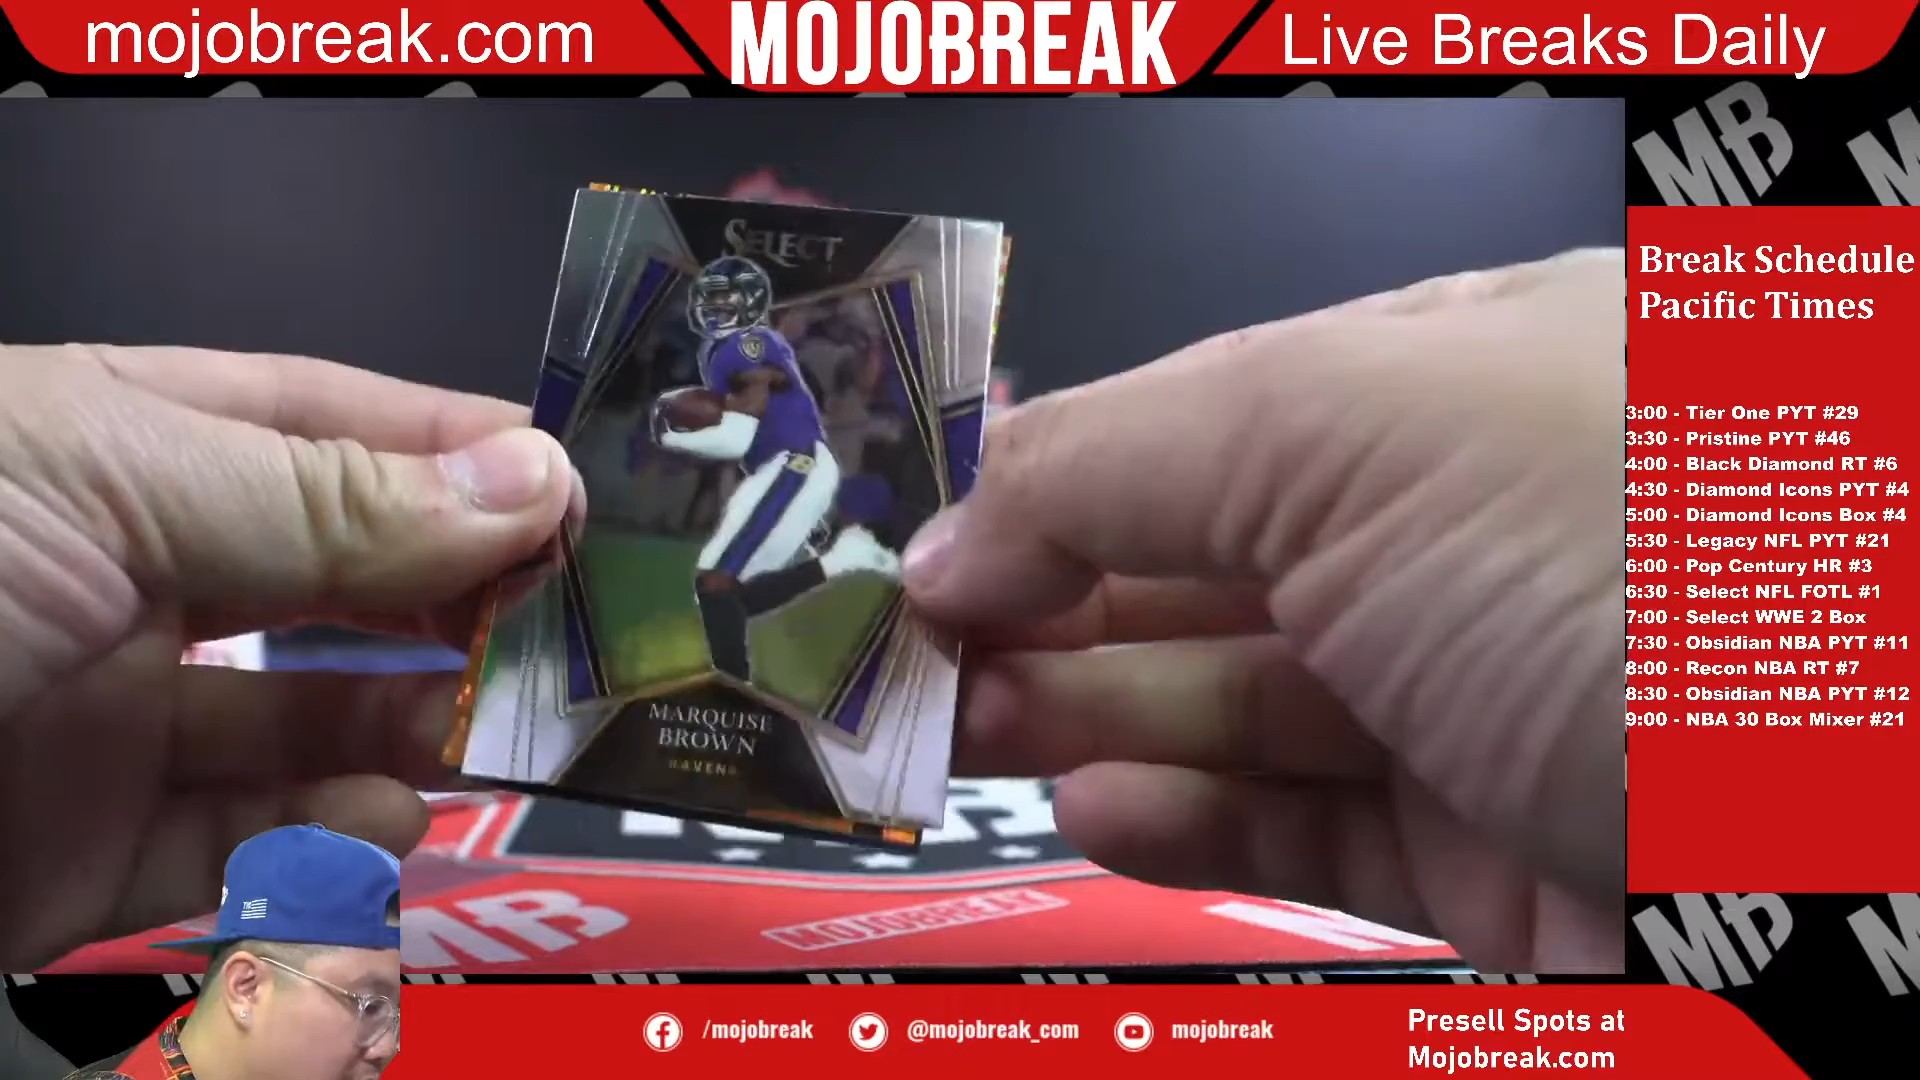 mojobreak.com
MOJOBREAK
Live Breaks Daily
MB
SELECT
MARQUISE
BROWN
RAVENS
Break Schedule
Pacific Times
3:00 - Tier One PYT #29
3:30 - Pristine PYT #46
4:00 - Black Diamond RT #6
4:30 - Diamond Icons PYT #4
5:00 - Diamond Icons Box #4
5:30 - Legacy NFL PYT #21
6:00 - Pop Century HR #3
6:30 - Select NFL FOTL #1
7:00 - Select WWE 2 Box
7:30 - Obsidian NBA PYT #11
8:00 - Recon NBA RT #7
8:30 - Obsidian NBA PYT #12
9:00 - NBA 30 Box Mixer #21
MB
MOJOBREAK
MB
/mojobreak
@mojobreak_com
mojobreak
Presell Spots at
Mojobreak.com